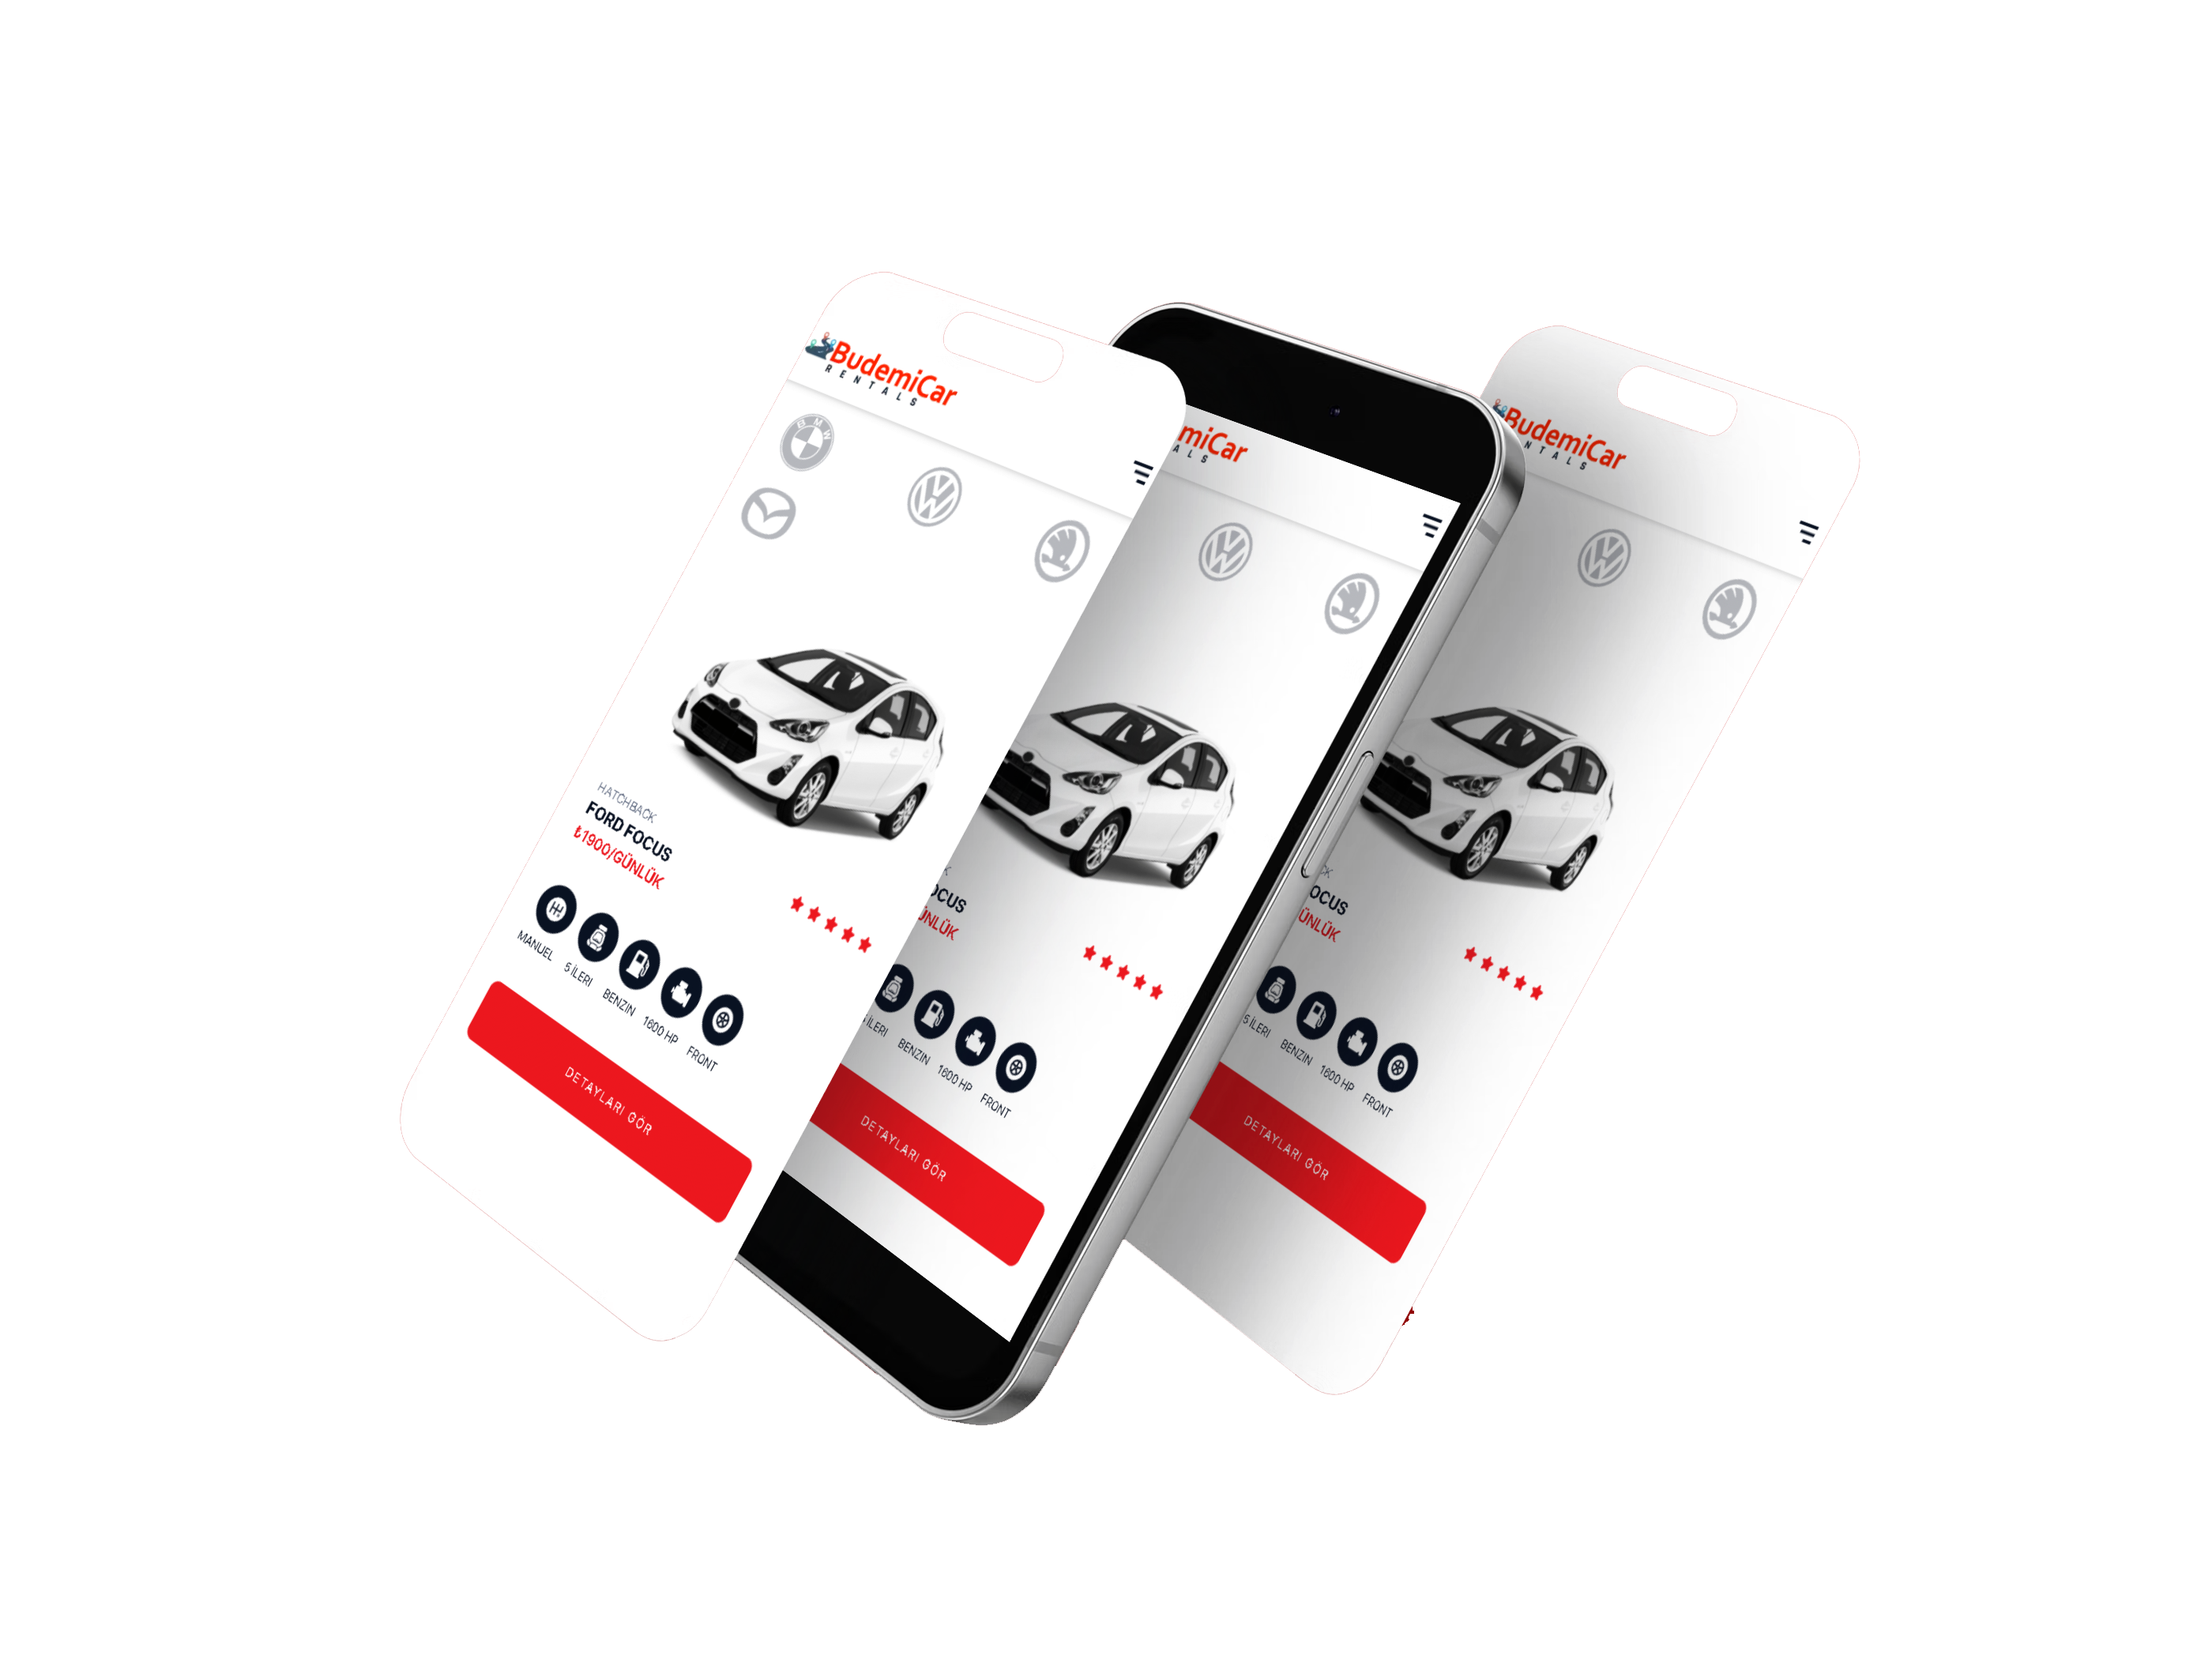 BudemiCar
RENTALS
BMW
HATCHBACK
FORD FOCUS
₺1900/GÜNLÜK
MANUEL 5 İLERI BENZIN 1600 HP FRONT
DETAYLARI GÖR
miCar
ALS
K
OCUS
ÜNLÜK
İLERI BENZIN 1600 HP FRONT
DETAYLARI GÖR
BudemiCar
NTALS
CK
OCUS
ÜNLÜK
5 İLERI BENZIN 1600 HP FRONT
DETAYLARI GÖR